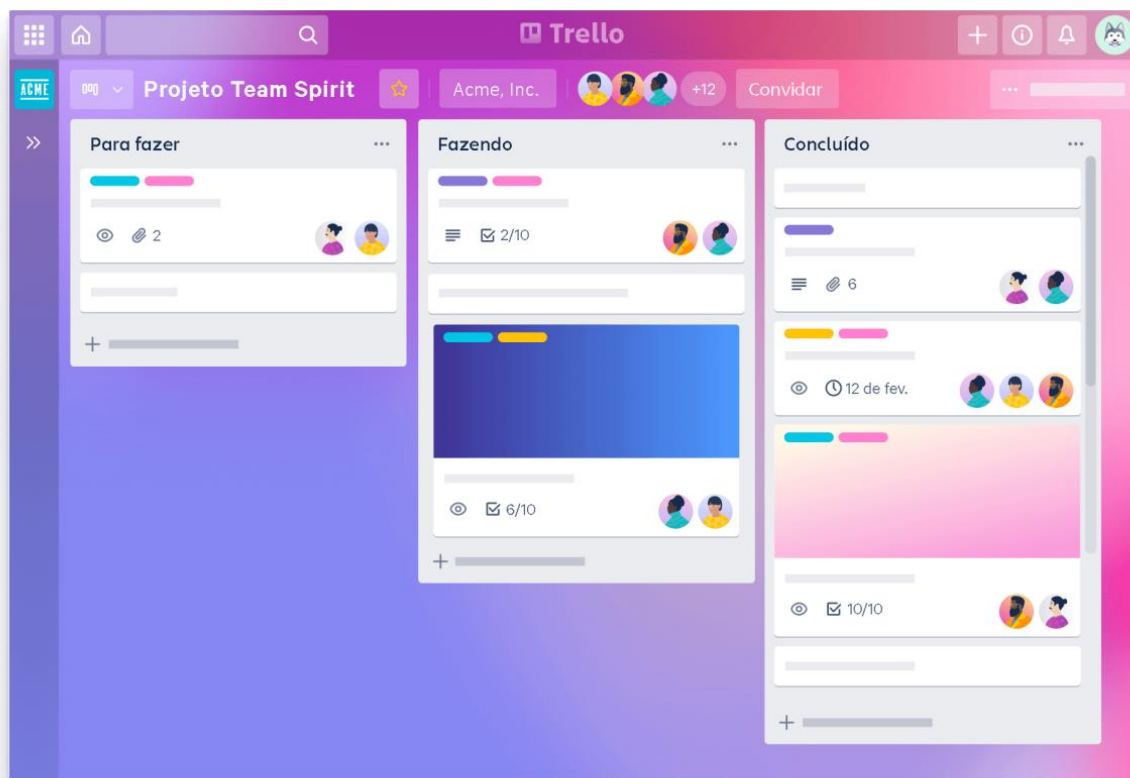 Trello
ACME
Projeto Team Spirit
Acme, Inc.
+12
Convidar
Para fazer
2
Fazendo
2/10
6/10
Concluído
6
12 de fev.
10/10